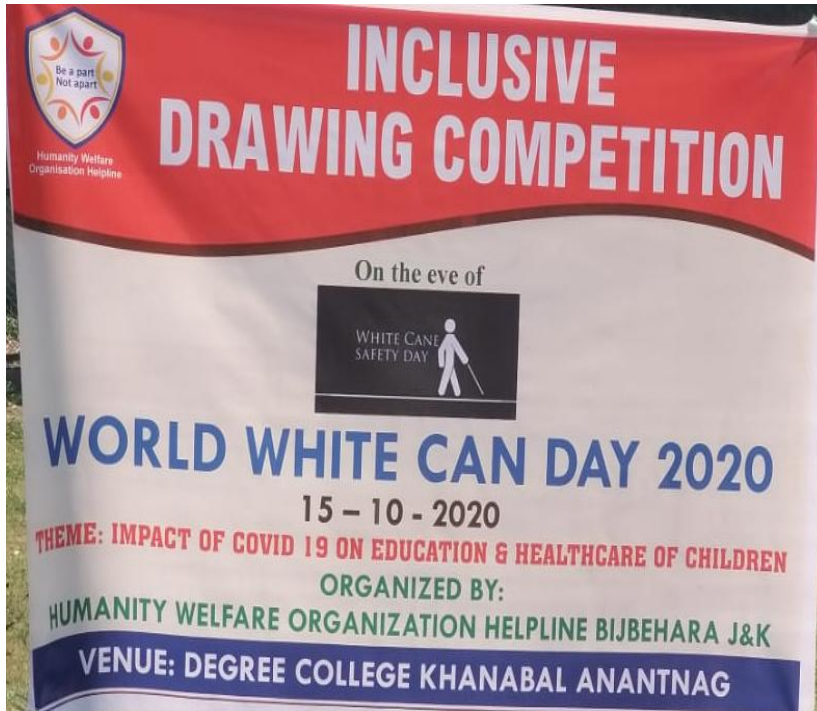 Be a part
Not apart
Humanity Welfare
Organisation Helpline
INCLUSIVE
DRAWING COMPETITION
On the eve of
WHITE CANE
SAFETY DAY
WORLD WHITE CAN DAY 2020
15 – 10 - 2020
THEME: IMPACT OF COVID 19 ON EDUCATION & HEALTHCARE OF CHILDREN
ORGANIZED BY:
HUMANITY WELFARE ORGANIZATION HELPLINE BIJBEHARA J&K
VENUE: DEGREE COLLEGE KHANABAL ANANTNAG